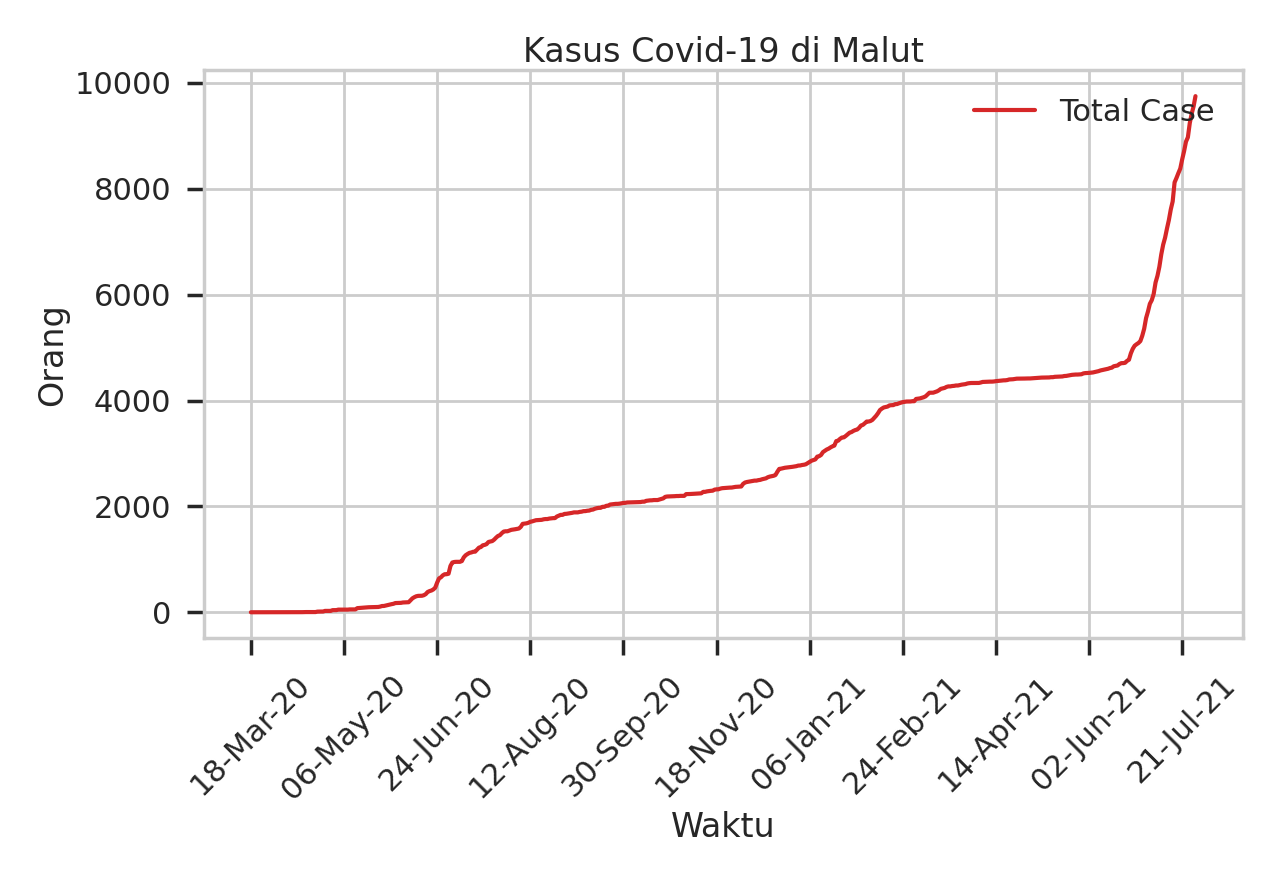 Kasus Covid-19 di Malut
Total Case
10000
8000
6000
4000
2000
0
Orang
18-Mar-20
06-May-20
24-Jun-20
12-Aug-20
30-Sep-20
18-Nov-20
06-Jan-21
24-Feb-21
14-Apr-21
02-Jun-21
21-Jul-21
Waktu